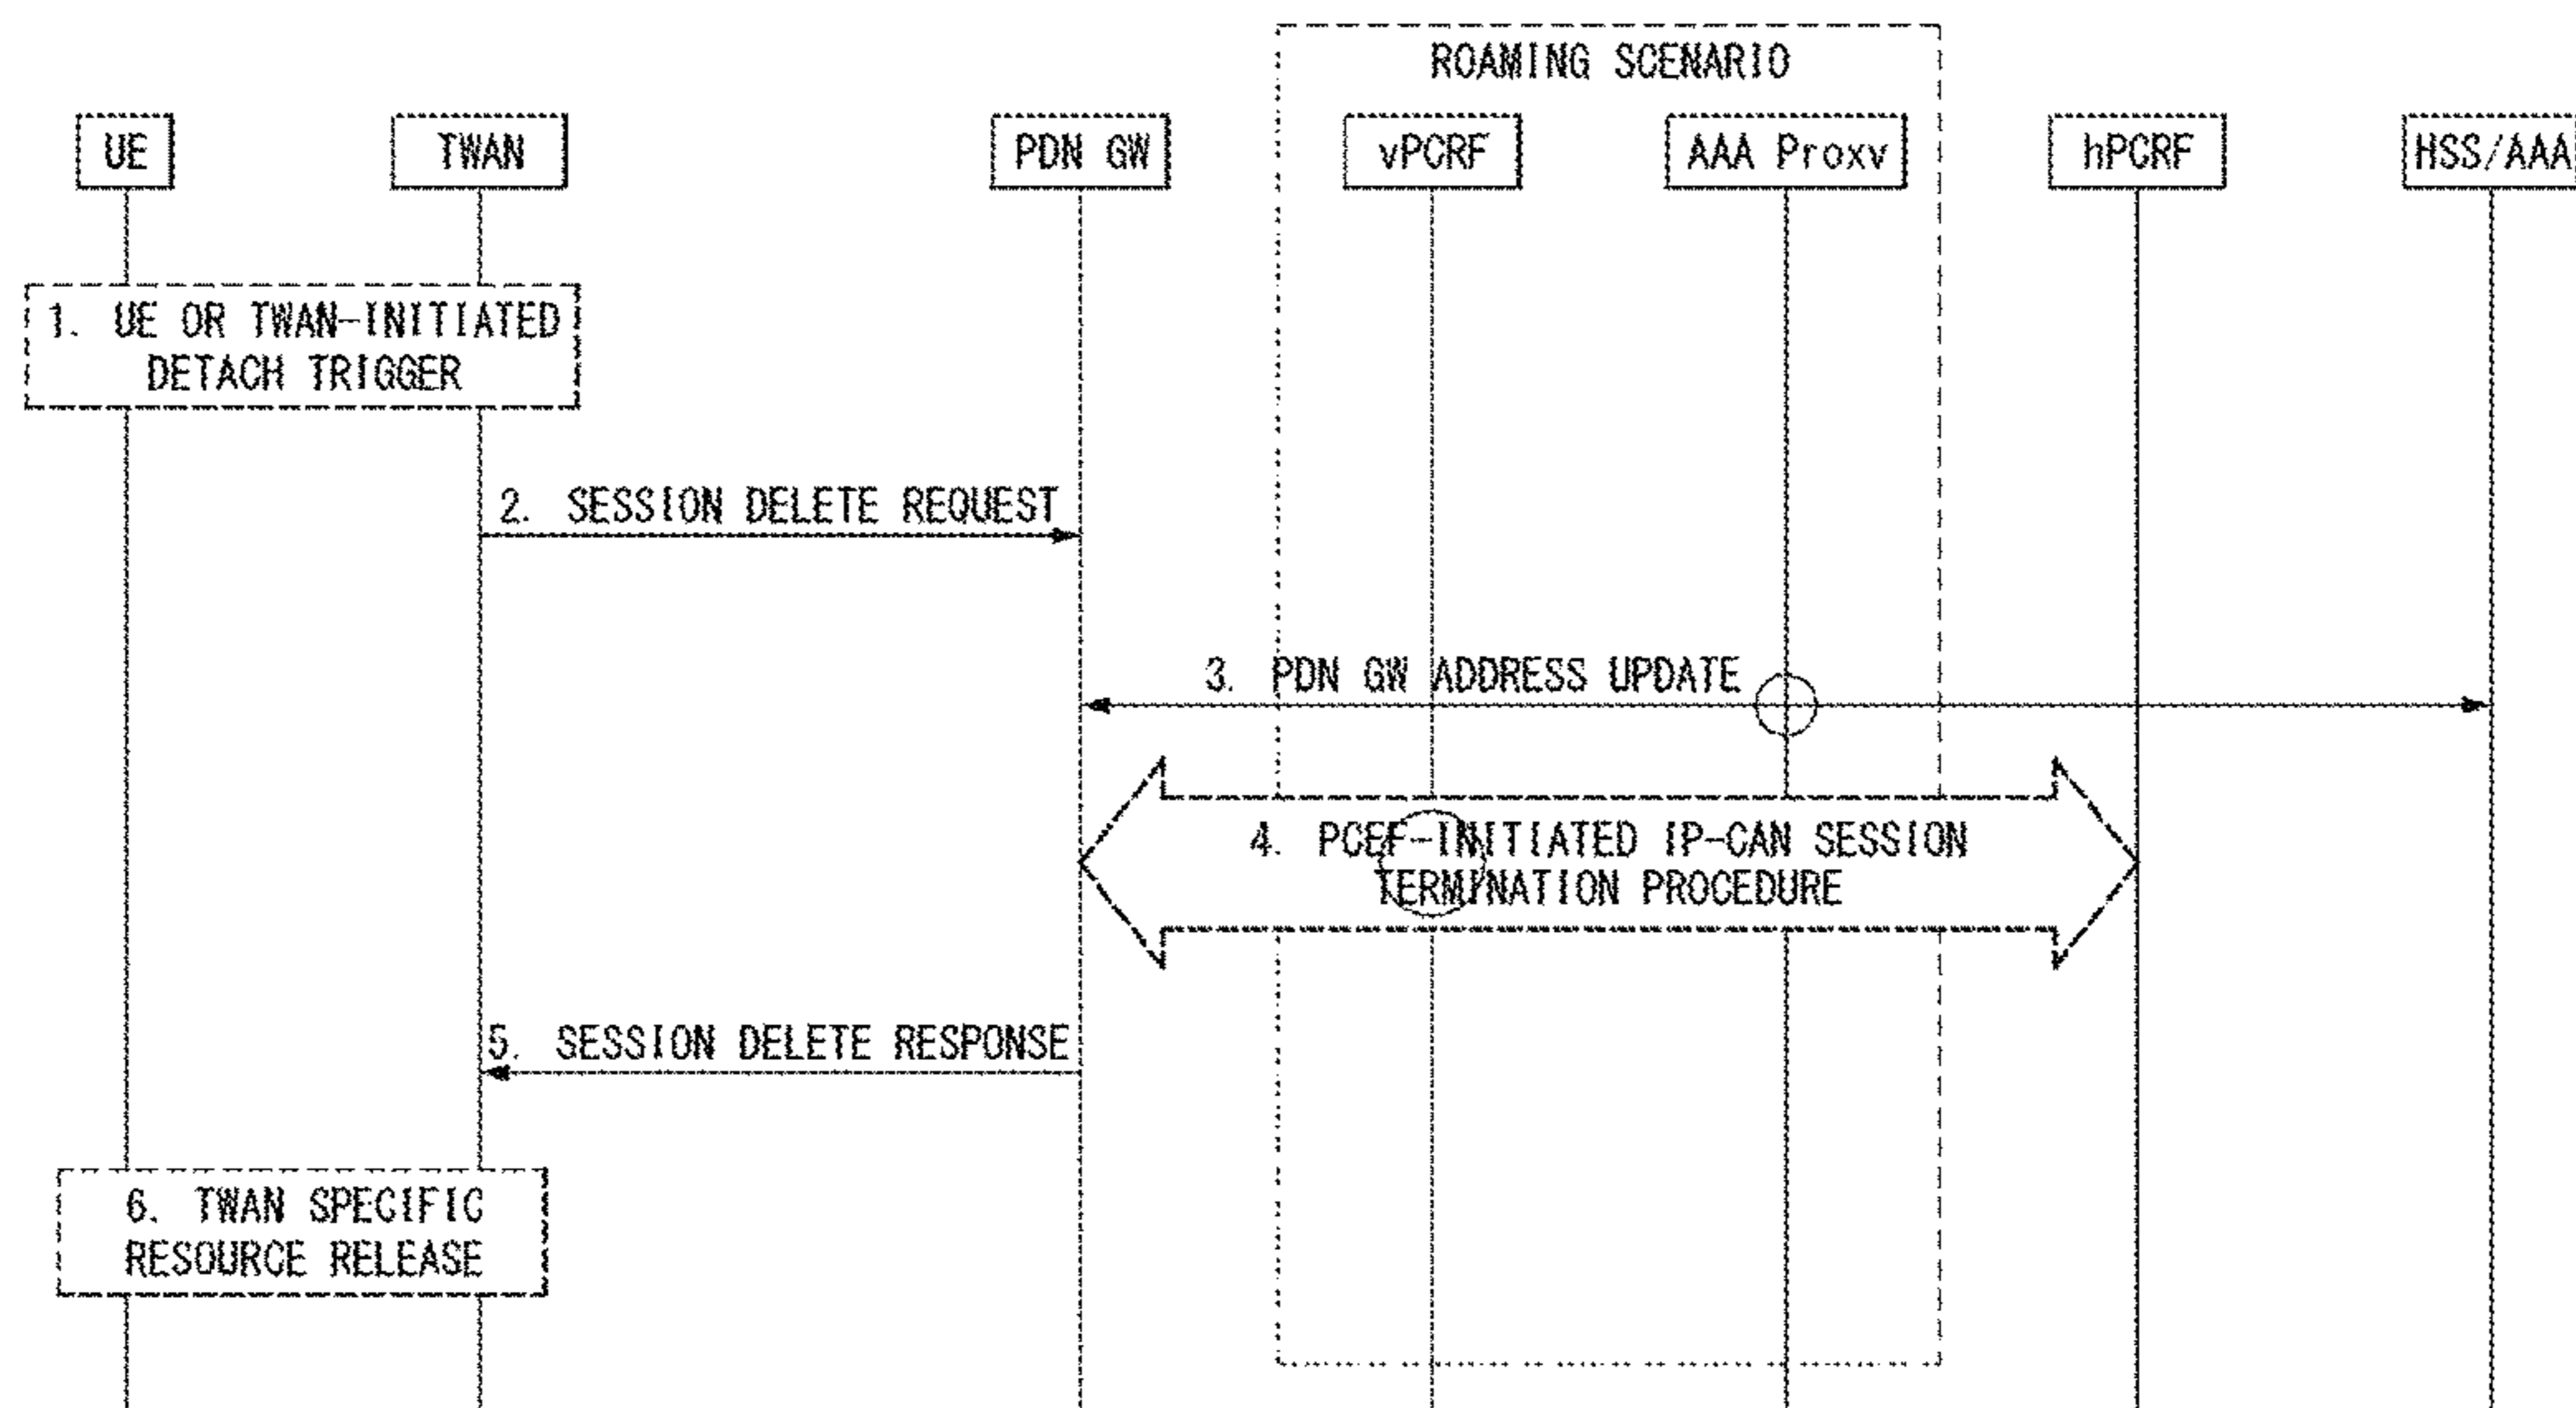 ROAMING SCENARIO
UE
TWAN
PDN GW
vPCRF
AAA Proxv
hPCRF
HSS/AAA
1. UE OR TWAN-INITIATED
DETACH TRIGGER
2. SESSION DELETE REQUEST
3. PDN GW ADDRESS UPDATE
4. PCEF-INITIATED IP-CAN SESSION
TERMINATION PROCEDURE
5. SESSION DELETE RESPONSE
6. TWAN SPECIFIC
RESOURCE RELEASE